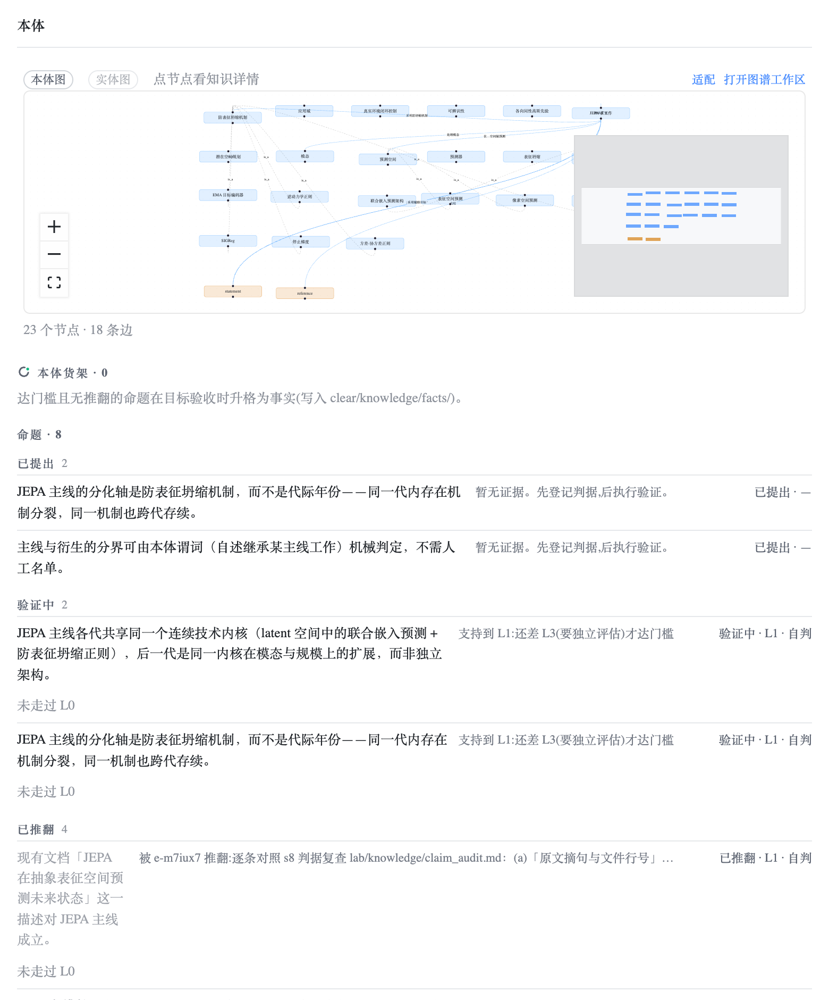 本体
本体图 实体图 点节点看知识详情 适配 打开图谱工作区
防表征坍缩机制 应用域 真实环境闭环控制 可辨识性 各向同性高斯先验
采用防坍缩机制
处理模态 在…空间做预测
潜在空间规划 is_a 模态 预测空间 is_a 预测器 表征坍缩
is_a is_a is_a is_a is_a is_a
EMA 目标编码器 逆动力学正则 联合嵌入预测架构 采用辅助目标 表征空间预测 像素空间预测
SIGReg 停止梯度 方差-协方差正则
statement reference
23 个节点 · 18 条边
本体货架 · 0
达门槛且无推翻的命题在目标验收时升格为事实(写入 clear/knowledge/facts/)。
命题 · 8
已提出 2
JEPA 主线的分化轴是防表征坍缩机制，而不是代际年份——同一代内存在机 暂无证据。先登记判据,后执行验证。 已提出 · —
制分裂，同一机制也跨代存续。
主线与衍生的分界可由本体谓词（自述继承某主线工作）机械判定，不需人 暂无证据。先登记判据,后执行验证。 已提出 · —
工名单。
验证中 2
JEPA 主线各代共享同一个连续技术内核（latent 空间中的联合嵌入预测 + 支持到 L1:还差 L3(要独立评估)才达门槛 验证中 · L1 · 自判
防表征坍缩正则），后一代是同一内核在模态与规模上的扩展，而非独立
架构。
未走过 L0
JEPA 主线的分化轴是防表征坍缩机制，而不是代际年份——同一代内存在 支持到 L1:还差 L3(要独立评估)才达门槛 验证中 · L1 · 自判
机制分裂，同一机制也跨代存续。
未走过 L0
已推翻 4
现有文档「JEPA 被 e-m7iux7 推翻:逐条对照 s8 判据复查 lab/knowledge/claim_audit.md：(a)「原文摘句与文件行号」… 已推翻 · L1 · 自判
在抽象表征空间预
测未来状态」这一
描述对 JEPA 主线
成立。
未走过 L0